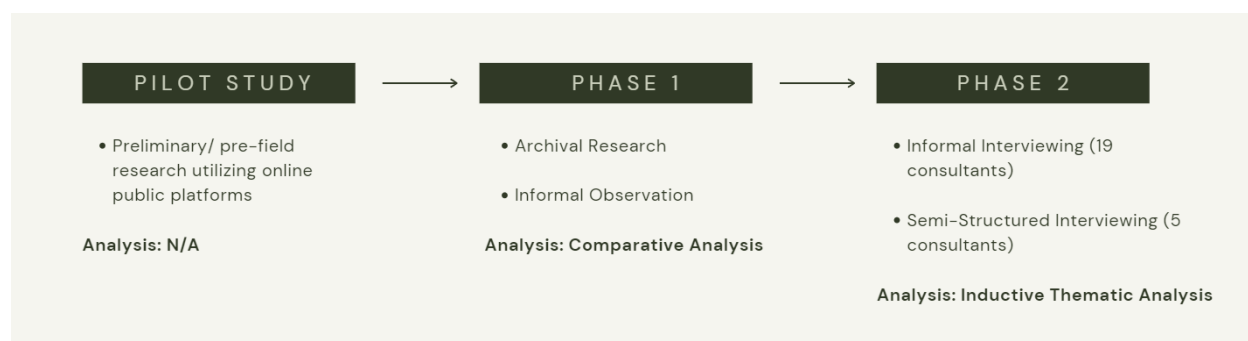 PILOT STUDY
• Preliminary/ pre-field
research utilizing online
public platforms
Analysis: N/A
PHASE 1
• Archival Research
• Informal Observation
Analysis: Comparative Analysis
PHASE 2
• Informal Interviewing (19
consultants)
• Semi-Structured Interviewing (5
consultants)
Analysis: Inductive Thematic Analysis